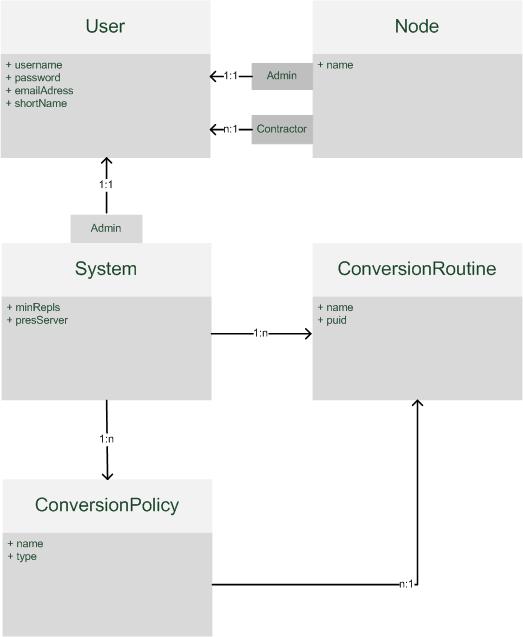 User
+ username
+ password
+ emailAdress
+ shortName
Node
+ name
1:1
Admin
n:1
Contractor
1:1
Admin
System
+ minRepls
+ presServer
1:n
ConversionRoutine
+ name
+ puid
1:n
ConversionPolicy
+ name
+ type
n:1